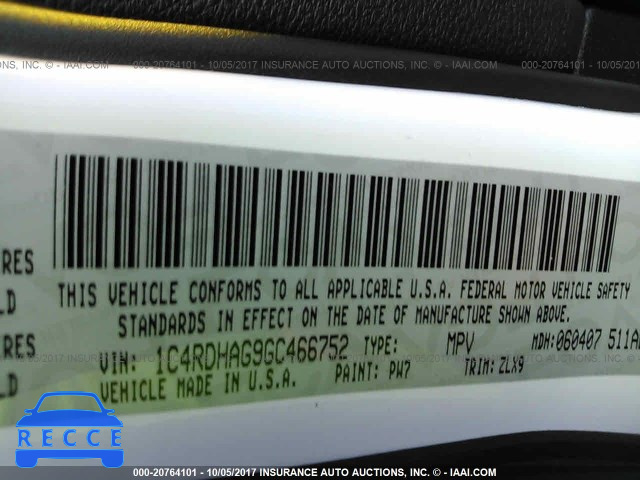 TIONS, INC. - IAAI.COM 000-20764101 - 10/05/2017 INSURANCE AUTO AUCTIONS, INC. - IAAI.COM 000-20764101 - 10/05/2017
THIS VEHICLE CONFORMS TO ALL APPLICABLE U.S.A. FEDERAL MOTOR VEHICLE SAFETY
STANDARDS IN EFFECT ON THE DATE OF MANUFACTURE SHOWN ABOVE.
VIN: 1C4RDHAG9GC466752 TYPE: MPV MDH:060407 511A
VEHICLE MADE IN U.S.A. PAINT: PW7 TRIM: ZLX9
RES
LD
RES
LD
RECCE
000-20764101 - 10/05/2017 INSURANCE AUTO AUCTIONS, INC. - IAAI.COM